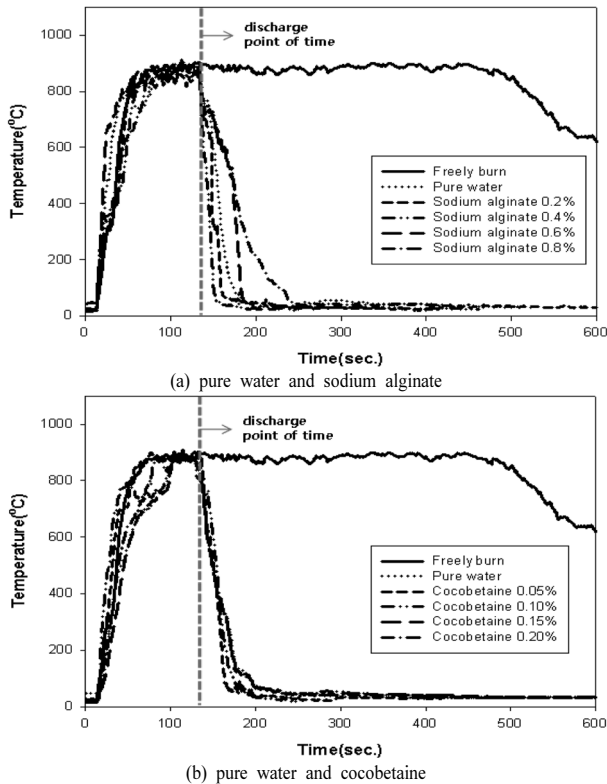 1000
800
600
400
200
0
Temperature(°C)
discharge
point of time
Freely burn
Pure water
Sodium alginate 0.2%
Sodium alginate 0.4%
Sodium alginate 0.6%
Sodium alginate 0.8%
0 100 200 300 400 500 600
Time(sec.)
(a) pure water and sodium alginate
1000
800
600
400
200
0
Temperature(°C)
discharge
point of time
Freely burn
Pure water
Cocobetaine 0.05%
Cocobetaine 0.10%
Cocobetaine 0.15%
Cocobetaine 0.20%
0 100 200 300 400 500 600
Time(sec.)
(b) pure water and cocobetaine